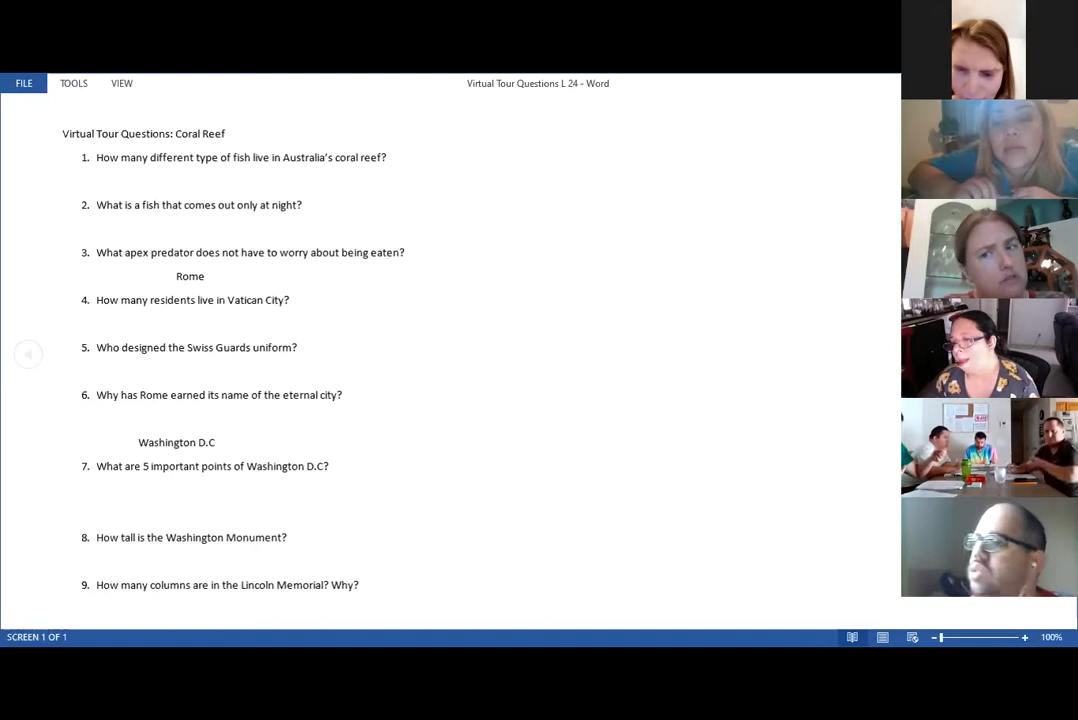 FILE TOOLS VIEW Virtual Tour Questions L 24 - Word
Virtual Tour Questions: Coral Reef
1. How many different type of fish live in Australia's coral reef?
2. What is a fish that comes out only at night?
3. What apex predator does not have to worry about being eaten?
Rome
4. How many residents live in Vatican City?
5. Who designed the Swiss Guards uniform?
6. Why has Rome earned its name of the eternal city?
Washington D.C
7. What are 5 important points of Washington D.C?
8. How tall is the Washington Monument?
9. How many columns are in the Lincoln Memorial? Why?
SCREEN 1 OF 1 100%